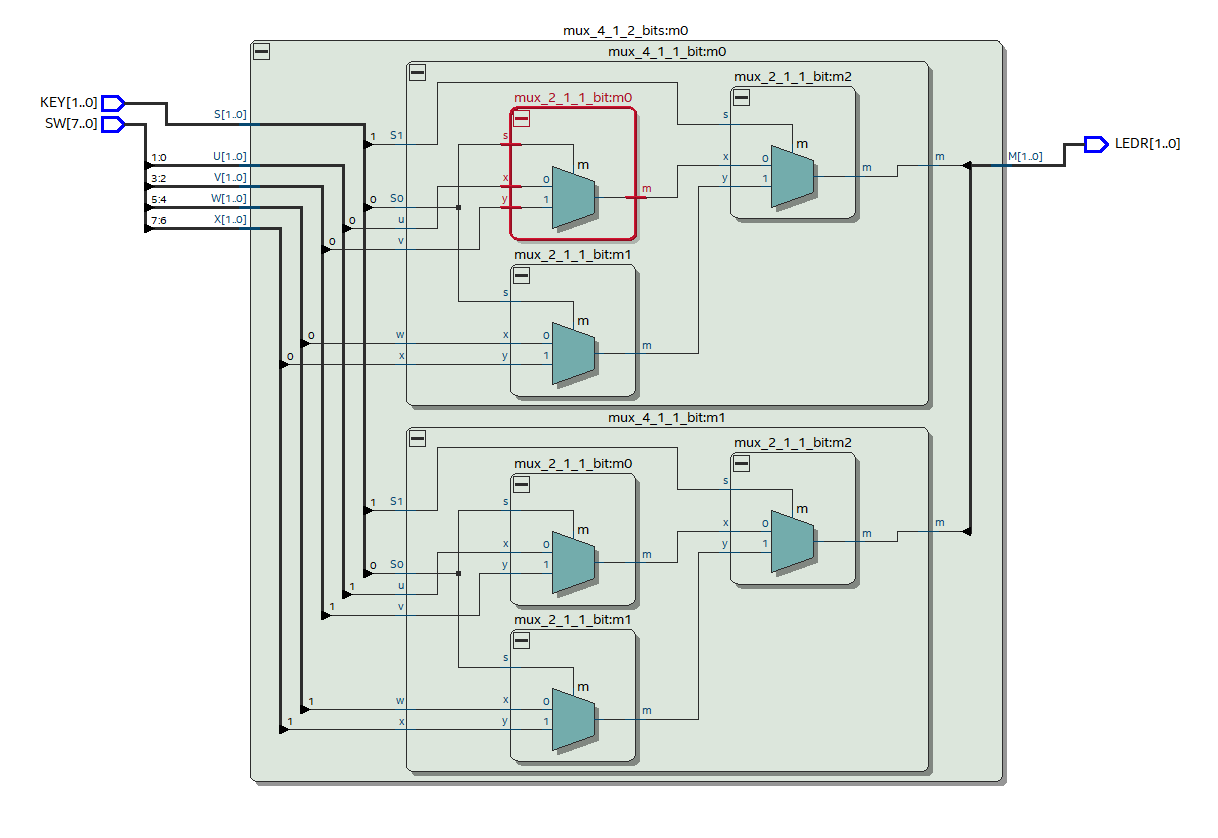 mux_4_1_2_bits:m0
mux_4_1_1_bit:m0
mux_2_1_1_bit:m2
mux_2_1_1_bit:m0
KEY[1..0]
S[1..0]
s
SW[7..0]
1 S1
s
m
LEDR[1..0]
1:0 U[1..0]
m
x 0
m
m M[1..0]
3:2 V[1..0]
x 0
y 1
m
5:4 W[1..0]
0 S0
y 1
7:6 X[1..0]
0 u
0 v
mux_2_1_1_bit:m1
s
m
0 w
x 0
m
0 x
y 1
mux_4_1_1_bit:m1
mux_2_1_1_bit:m2
mux_2_1_1_bit:m0
s
1 S1
s
m
m
x 0
m
m
x 0
y 1
m
0 S0
y 1
1 u
1 v
mux_2_1_1_bit:m1
s
m
1 w
x 0
m
1 x
y 1